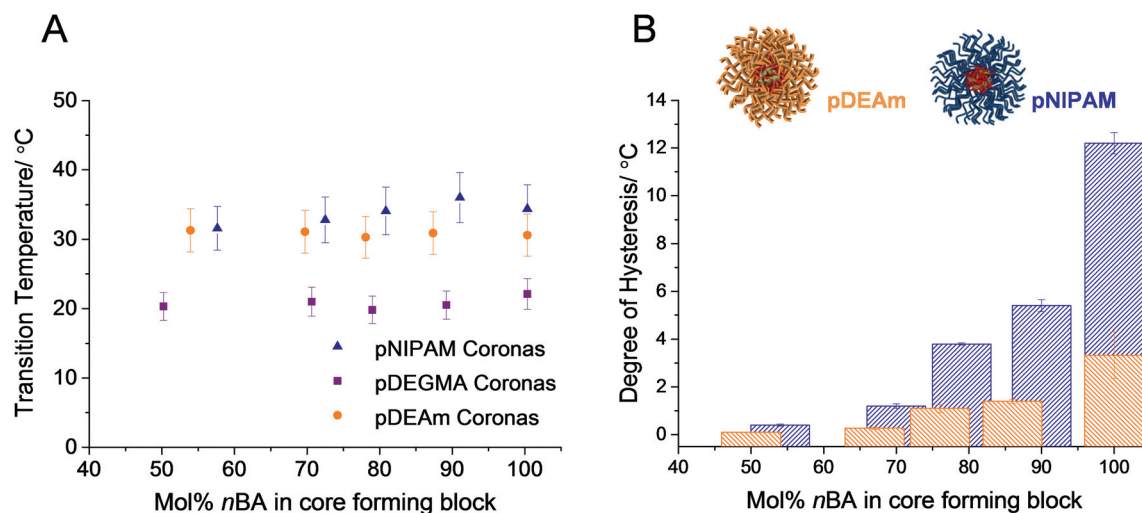 A
50
40
30
20
10
0
Transition Temperature/ °C
pNIPAM Coronas
pDEGMA Coronas
pDEAm Coronas
40 50 60 70 80 90 100
Mol% nBA in core forming block
B
pDEAm
pNIPAM
14
12
10
8
6
4
2
0
Degree of Hysteresis/ °C
40 50 60 70 80 90 100
Mol% nBA in core forming block